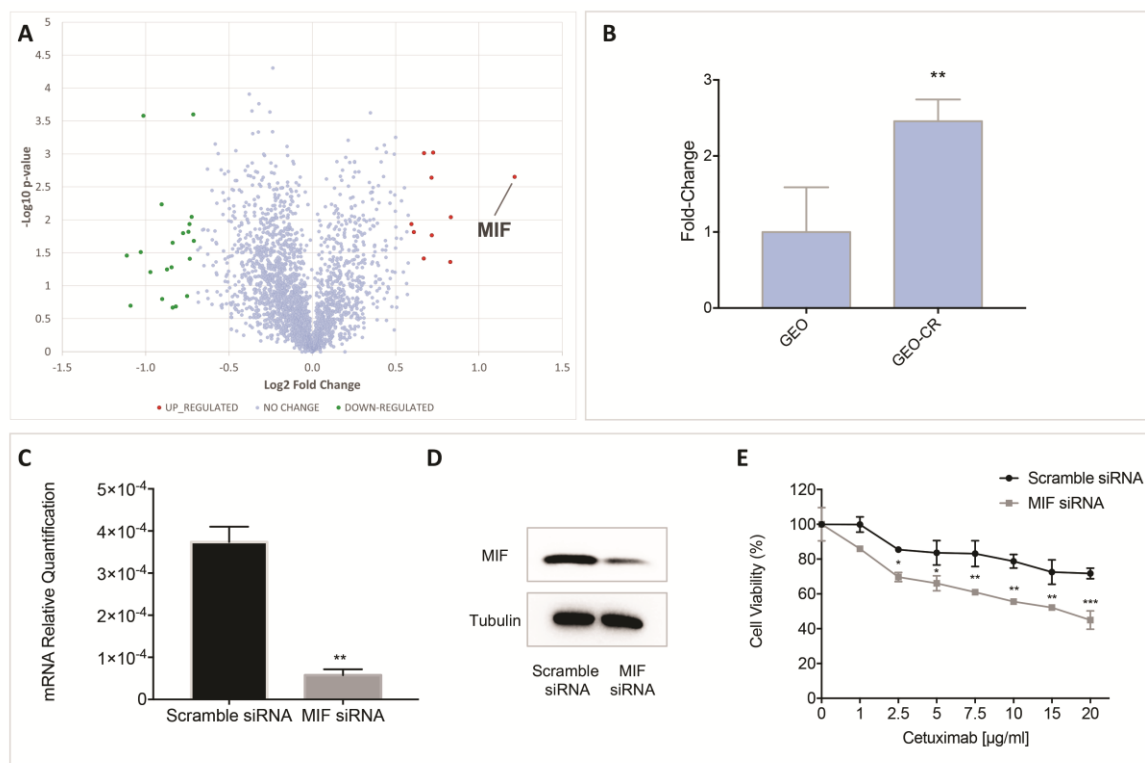 A
5
4.5
4
3.5
3
2.5
2
1.5
1
0.5
0
-Log10 p-value
MIF
-1.5
-1.0
-0.5
0.0
0.5
1.0
1.5
Log2 Fold Change
UP_REGULATED NO CHANGE DOWN-REGULATED
B
3
2
1
0
Fold-Change
**
GEO
GEO-CR
C
5×10⁻⁴
4×10⁻⁴
3×10⁻⁴
2×10⁻⁴
1×10⁻⁴
0
mRNA Relative Quantification
**
Scramble siRNA MIF siRNA
D
MIF
Tubulin
Scramble MIF
siRNA siRNA
E
Scramble siRNA
MIF siRNA
120
100
80
60
40
20
0
Cell Viability (%)
* * ** ** ** ***
0 1 2.5 5 7.5 10 15 20
Cetuximab [µg/ml]